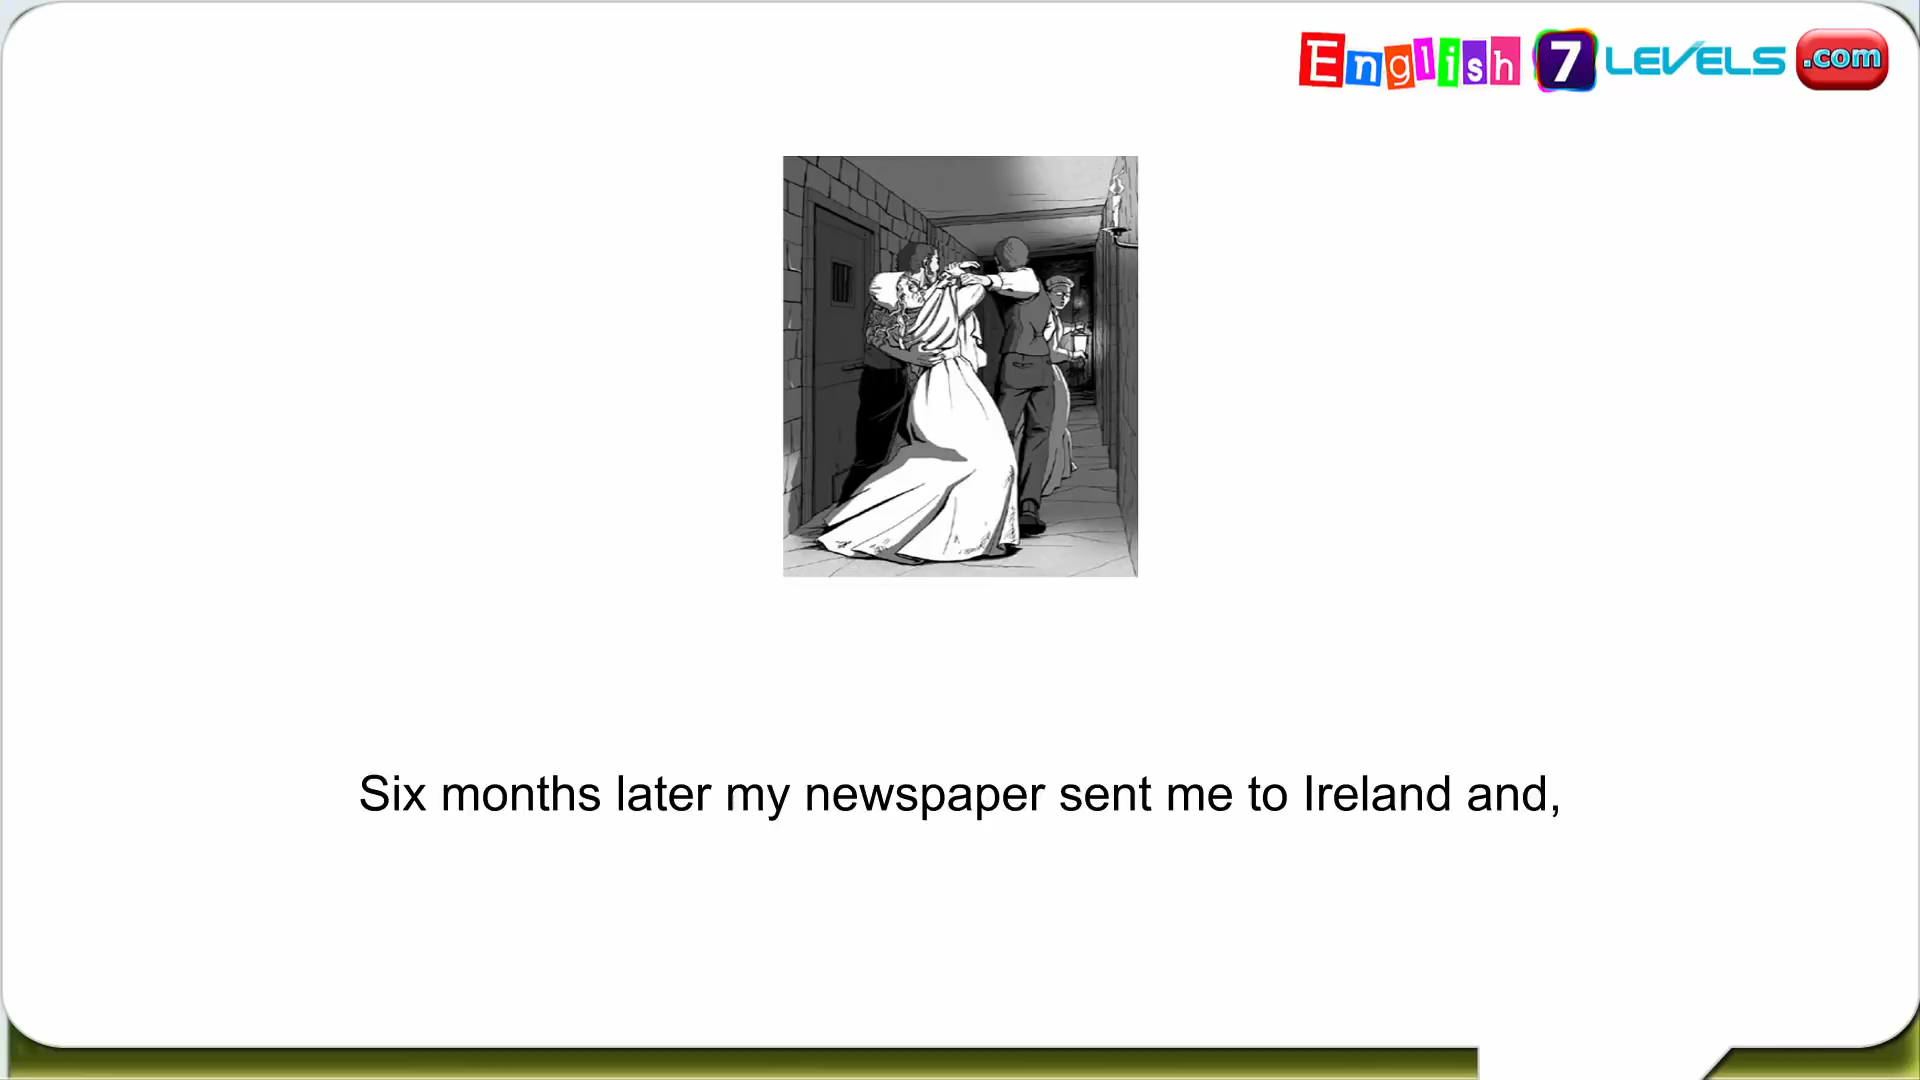 English 7 LEVELS .com
Six months later my newspaper sent me to Ireland and,